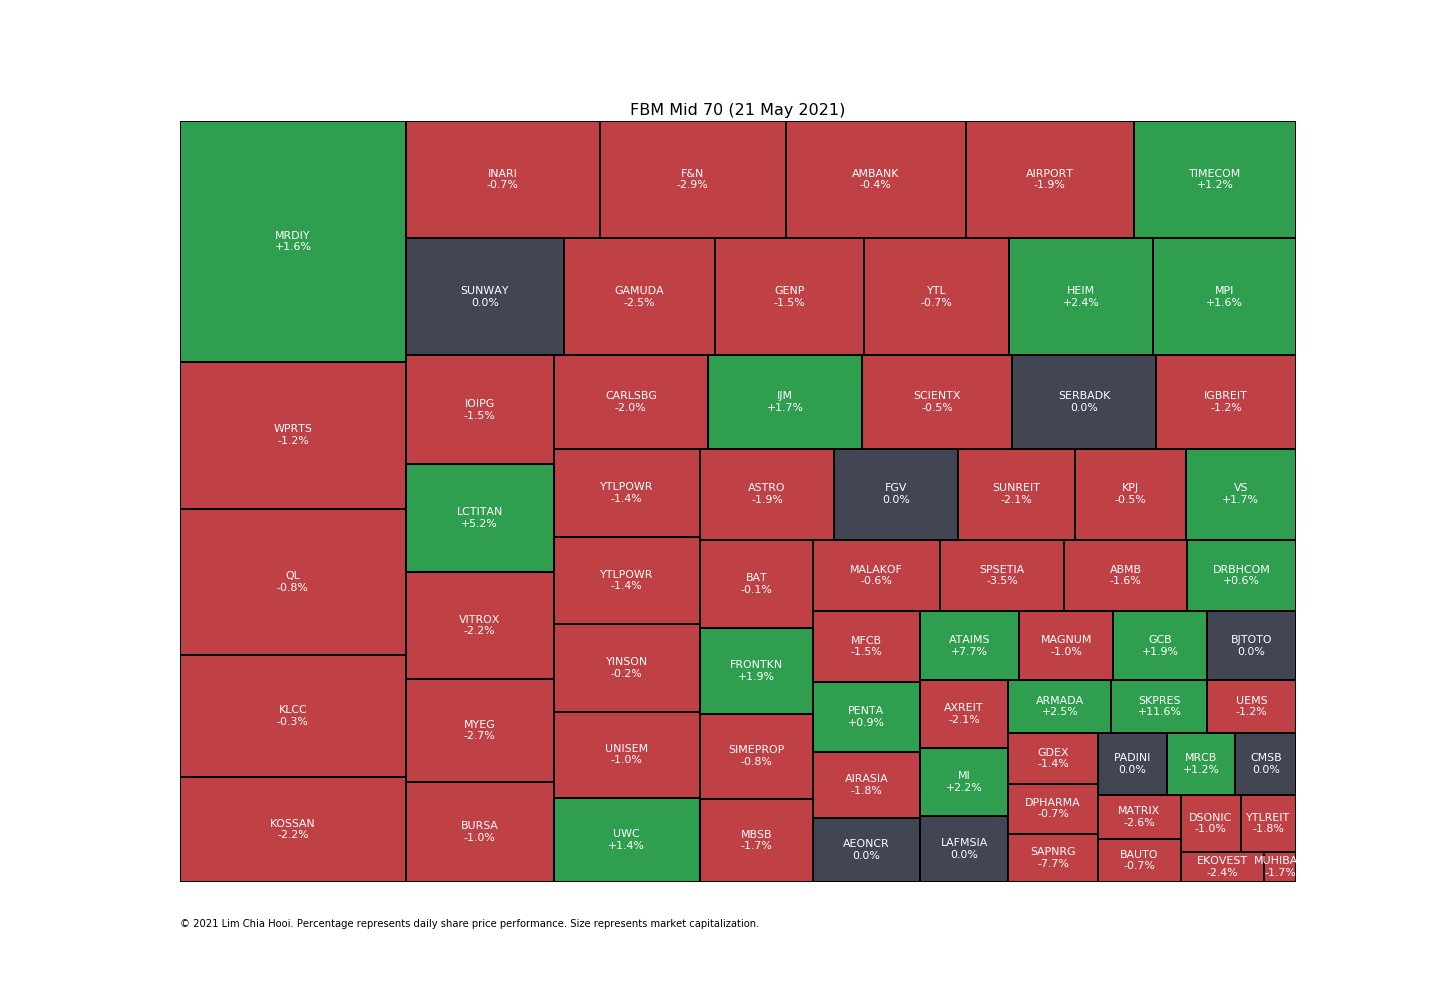 FBM Mid 70 (21 May 2021)
MRDIY
+1.6%
WPRTS
-1.2%
QL
-0.8%
KLCC
-0.3%
KOSSAN
-2.2%
INARI
-0.7%
F&N
-2.9%
AMBANK
-0.4%
AIRPORT
-1.9%
TIMECOM
+1.2%
SUNWAY
0.0%
GAMUDA
-2.5%
GENP
-1.5%
YTL
-0.7%
HEIM
+2.4%
MPI
+1.6%
IOIPG
-1.5%
LCTITAN
+5.2%
VITROX
-2.2%
MYEG
-2.7%
BURSA
-1.0%
CARLSBG
-2.0%
IJM
+1.7%
SCIENTX
-0.5%
SERBADK
0.0%
IGBREIT
-1.2%
YTLPOWR
-1.4%
YTLPOWR
-1.4%
YINSON
-0.2%
UNISEM
-1.0%
UWC
+1.4%
ASTRO
-1.9%
FGV
0.0%
SUNREIT
-2.1%
KPJ
-0.5%
VS
+1.7%
BAT
-0.1%
FRONTKN
+1.9%
SIMEPROP
-0.8%
MBSB
-1.7%
MALAKOF
-0.6%
SPSETIA
-3.5%
ABMB
-1.6%
DRBHCOM
+0.6%
MFCB
-1.5%
PENTA
+0.9%
AIRASIA
-1.8%
AEONCR
0.0%
ATAIMS
+7.7%
MAGNUM
-1.0%
GCB
+1.9%
BJTOTO
0.0%
AXREIT
-2.1%
MI
+2.2%
LAFMSIA
0.0%
ARMADA
+2.5%
SKPRES
+11.6%
UEMS
-1.2%
GDEX
-1.4%
DPHARMA
-0.7%
SAPNRG
-7.7%
PADINI
0.0%
MRCB
+1.2%
CMSB
0.0%
MATRIX
-2.6%
BAUTO
-0.7%
DSONIC
-1.0%
YTLREIT
-1.8%
EKOVEST
-2.4%
MUHIBA
-1.7%
© 2021 Lim Chia Hooi. Percentage represents daily share price performance. Size represents market capitalization.